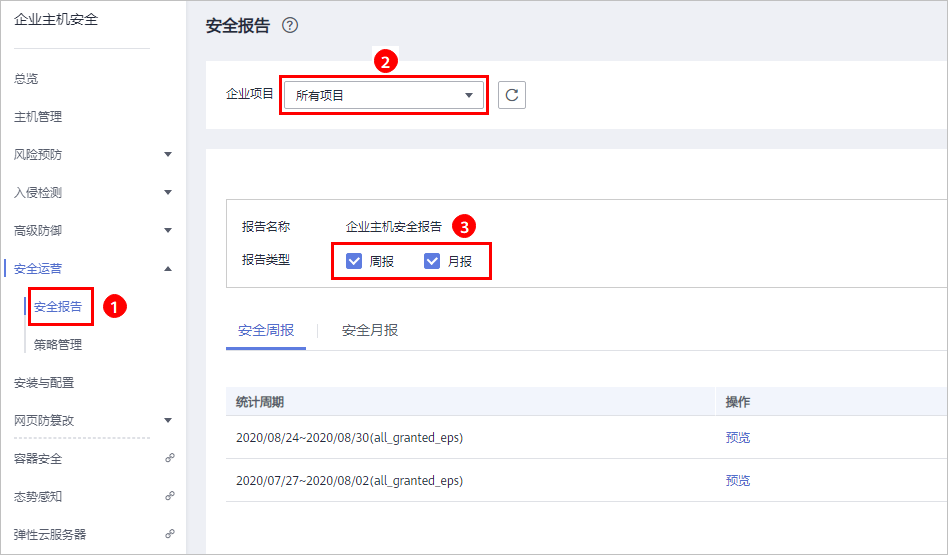 企业主机安全
总览
主机管理
风险预防
入侵检测
高级防御
安全运营
安全报告 1
策略管理
安装与配置
网页防篡改
容器安全
态势感知
弹性云服务器
安全报告 ?
2
企业项目 所有项目
报告名称 企业主机安全报告 3
报告类型 周报 月报
安全周报 安全月报
统计周期 操作
2020/08/24~2020/08/30(all_granted_eps) 预览
2020/07/27~2020/08/02(all_granted_eps) 预览